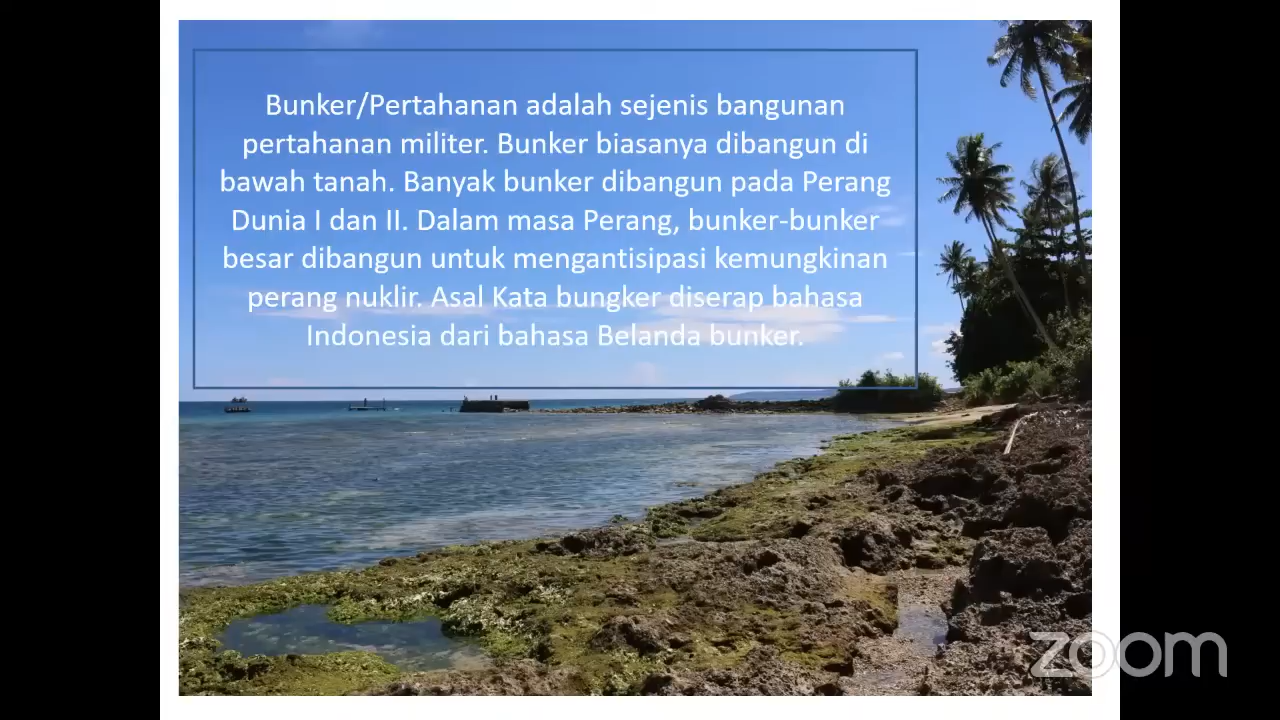 Bunker/Pertahanan adalah sejenis bangunan
pertahanan militer. Bunker biasanya dibangun di
bawah tanah. Banyak bunker dibangun pada Perang
Dunia I dan II. Dalam masa Perang, bunker-bunker
besar dibangun untuk mengantisipasi kemungkinan
perang nuklir. Asal Kata bungker diserap bahasa
Indonesia dari bahasa Belanda bunker.
zoom